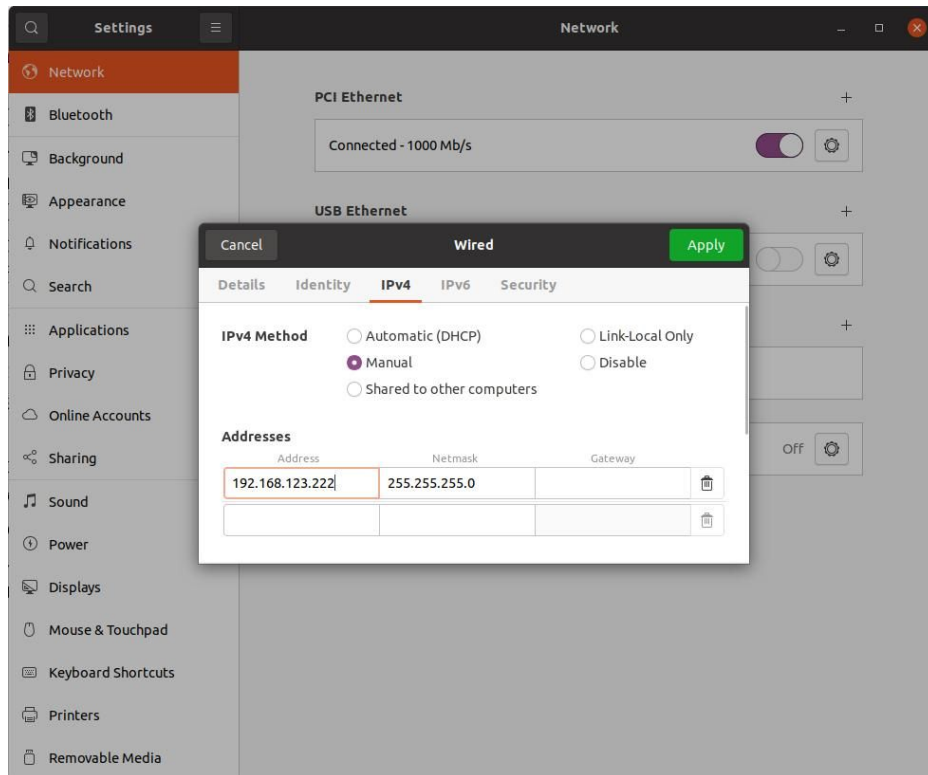 Settings
Network
Network
Bluetooth
Background
Appearance
Notifications
Search
Applications
Privacy
Online Accounts
Sharing
Sound
Power
Displays
Mouse & Touchpad
Keyboard Shortcuts
Printers
Removable Media
PCI Ethernet
Connected - 1000 Mb/s
USB Ethernet
Off
Cancel
Wired
Apply
Details Identity IPv4 IPv6 Security
IPv4 Method
Automatic (DHCP) Link-Local Only
Manual Disable
Shared to other computers
Addresses
Address Netmask Gateway
192.168.123.222 255.255.255.0